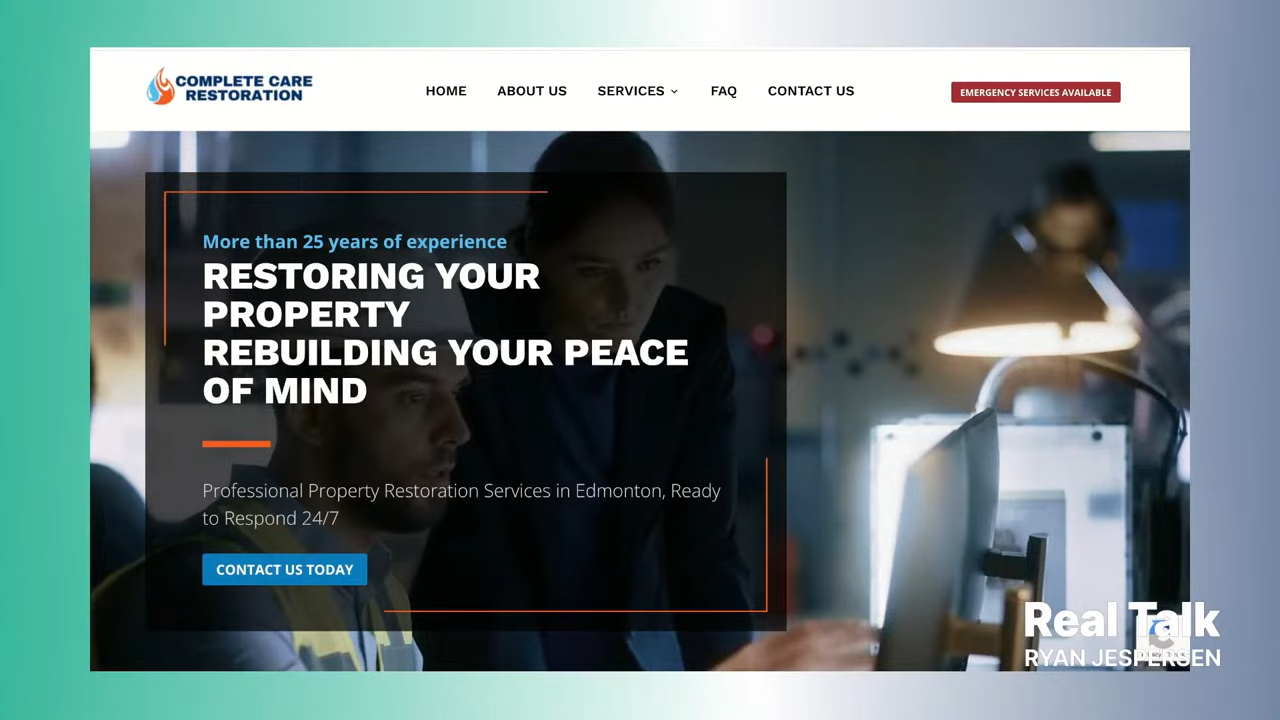 COMPLETE CARE
RESTORATION
HOME
ABOUT US
SERVICES
FAQ
CONTACT US
EMERGENCY SERVICES AVAILABLE
More than 25 years of experience
RESTORING YOUR
PROPERTY
REBUILDING YOUR PEACE
OF MIND
Professional Property Restoration Services in Edmonton, Ready
to Respond 24/7
CONTACT US TODAY
Real Talk
RYAN JESPERSEN